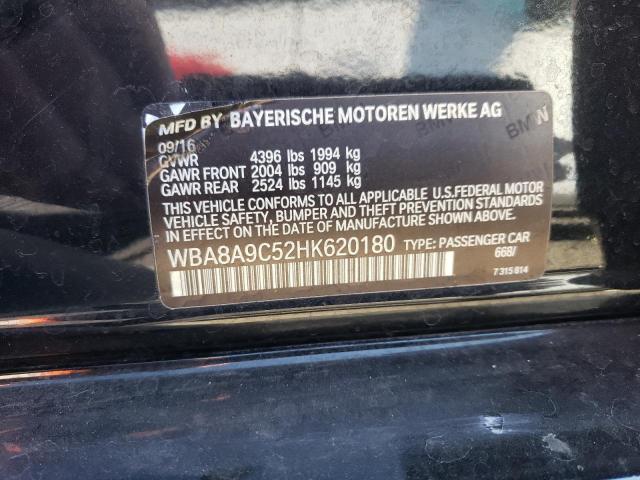 MFD BY BAYERISCHE MOTOREN WERKE AG
09/16
GVWR 4396 lbs 1994 kg
GAWR FRONT 2004 lbs 909 kg
GAWR REAR 2524 lbs 1145 kg
THIS VEHICLE CONFORMS TO ALL APPLICABLE U.S.FEDERAL MOTOR
VEHICLE SAFETY, BUMPER AND THEFT PREVENTION STANDARDS
IN EFFECT ON THE DATE OF MANUFACTURE SHOWN ABOVE.
WBA8A9C52HK620180 TYPE: PASSENGER CAR
668/
7 315 814
BMW